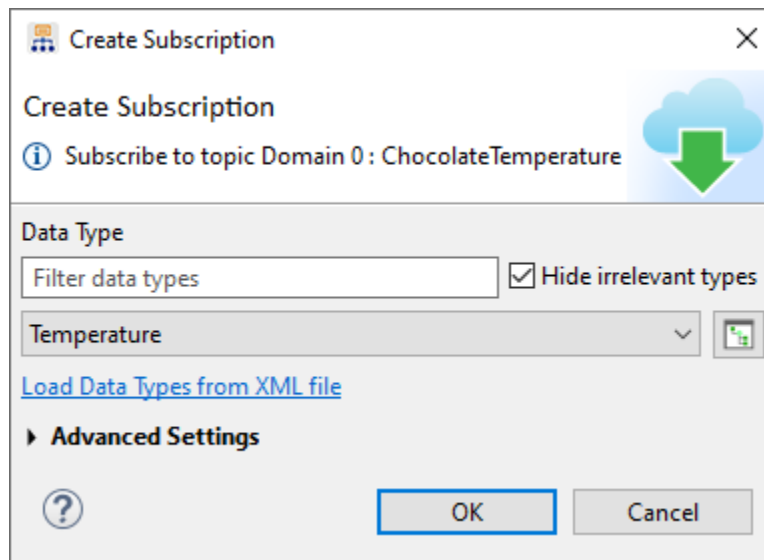 Create Subscription
Create Subscription
Subscribe to topic Domain 0 : ChocolateTemperature
Data Type
Filter data types
Hide irrelevant types
Temperature
Load Data Types from XML file
Advanced Settings
OK
Cancel